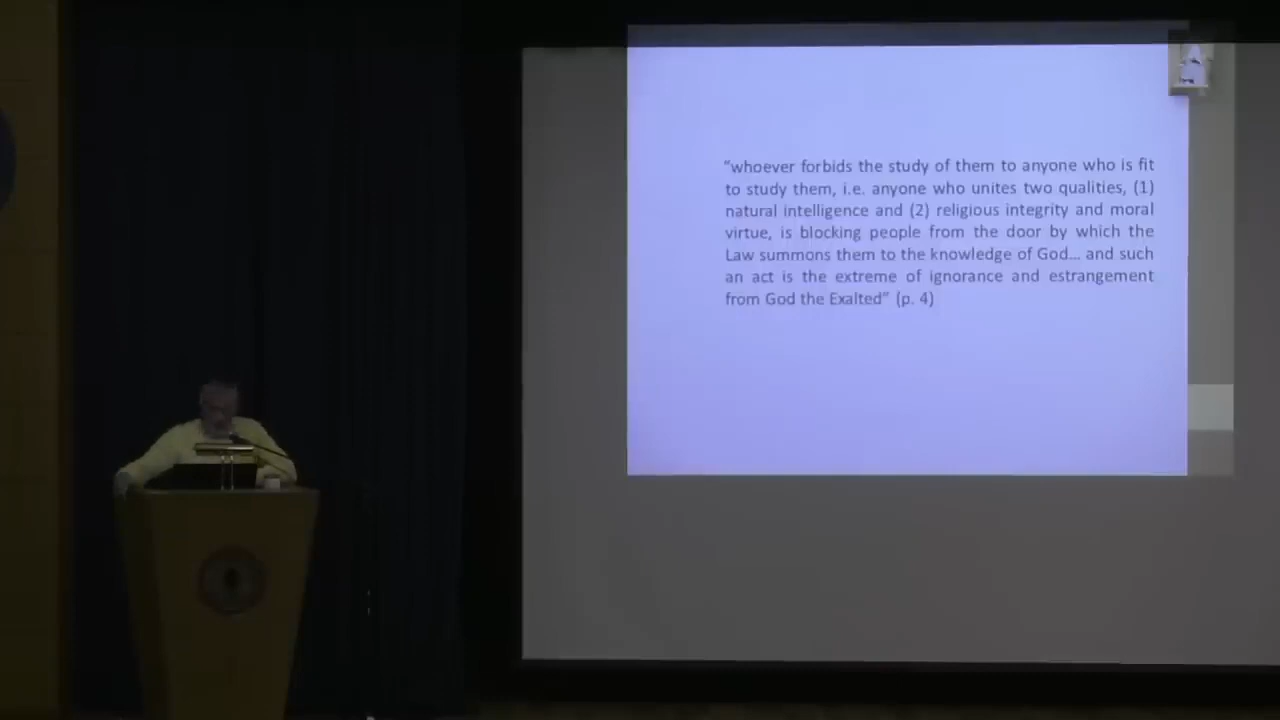 “whoever forbids the study of them to anyone who is fit
to study them, i.e. anyone who unites two qualities, (1)
natural intelligence and (2) religious integrity and moral
virtue, is blocking people from the door by which the
Law summons them to the knowledge of God… and such
an act is the extreme of ignorance and estrangement
from God the Exalted” (p. 4)